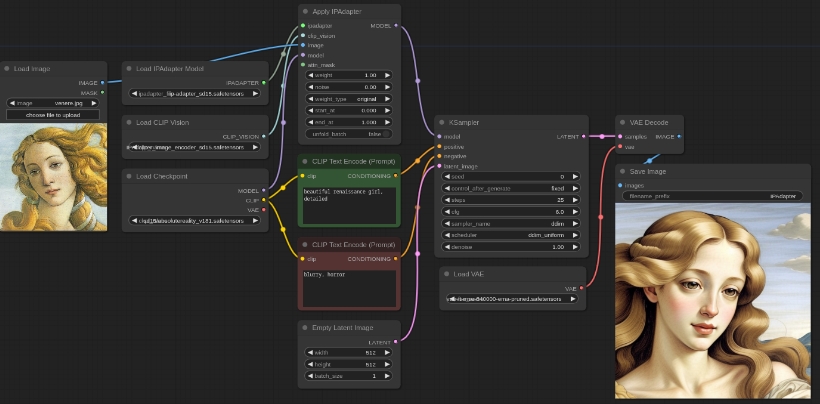 Load Image
IMAGE
MASK
image venere.jpg
choose file to upload
Load IPAdapter Model
IPADAPTER
ipadapter_file ip-adapter_sd15.safetensors
Load CLIP Vision
CLIP_VISION
image_encoder_sd15.safetensors
Load Checkpoint
MODEL
CLIP
VAE
absolutereality_v181.safetensors
Apply IPAdapter
ipadapter MODEL
clip_vision
image
model
attn_mask
weight 1.00
noise 0.00
weight_type original
start_at 0.000
end_at 1.000
unfold_batch false
CLIP Text Encode (Prompt)
clip CONDITIONING
beautiful renaissance girl,
detailed
CLIP Text Encode (Prompt)
clip CONDITIONING
blurry, horror
Empty Latent Image
LATENT
width 512
height 512
batch_size 1
KSampler
model LATENT
positive
negative
latent_image
seed 0
control_after_generate fixed
steps 25
cfg 6.0
sampler_name ddim
scheduler ddim_uniform
denoise 1.00
Load VAE
VAE
840000-ema-pruned.safetensors
VAE Decode
samples IMAGE
vae
Save Image
images
filename_prefix IPAdapter